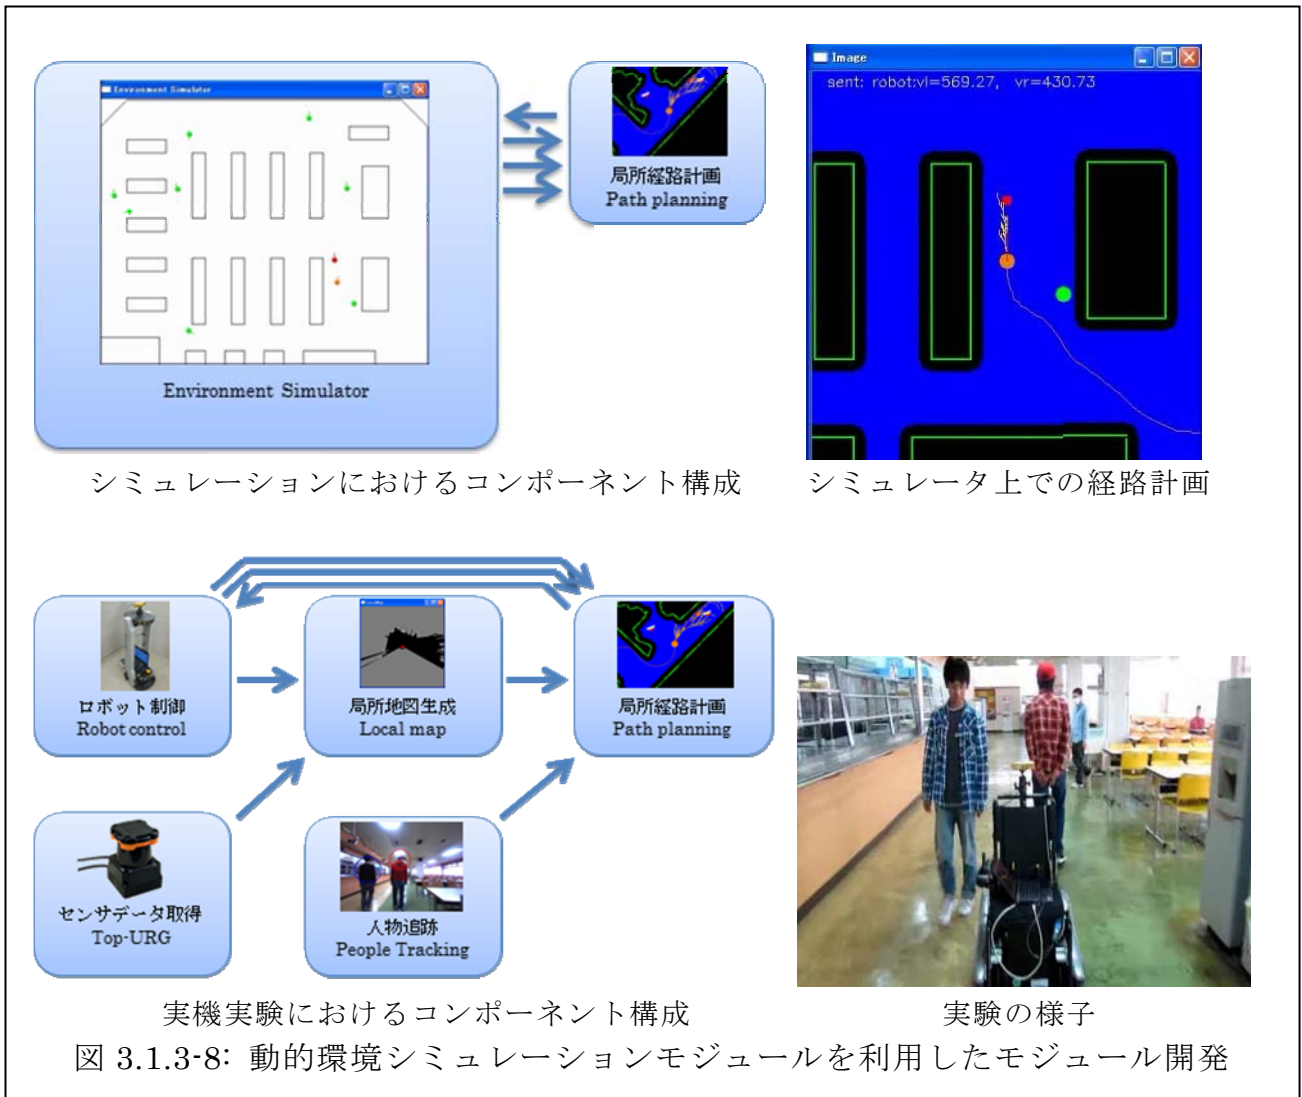 Environment Simulator
局所経路計画
Path planning
Environment Simulator
Image
sent: robot:vl=569.27, vr=430.73
シミュレーションにおけるコンポーネント構成
シミュレータ上での経路計画
ロボット制御
Robot control
局所地図生成
Local map
局所経路計画
Path planning
センサデータ取得
Top-URG
人物追跡
People Tracking
実機実験におけるコンポーネント構成
実験の様子
図 3.1.3-8: 動的環境シミュレーションモジュールを利用したモジュール開発